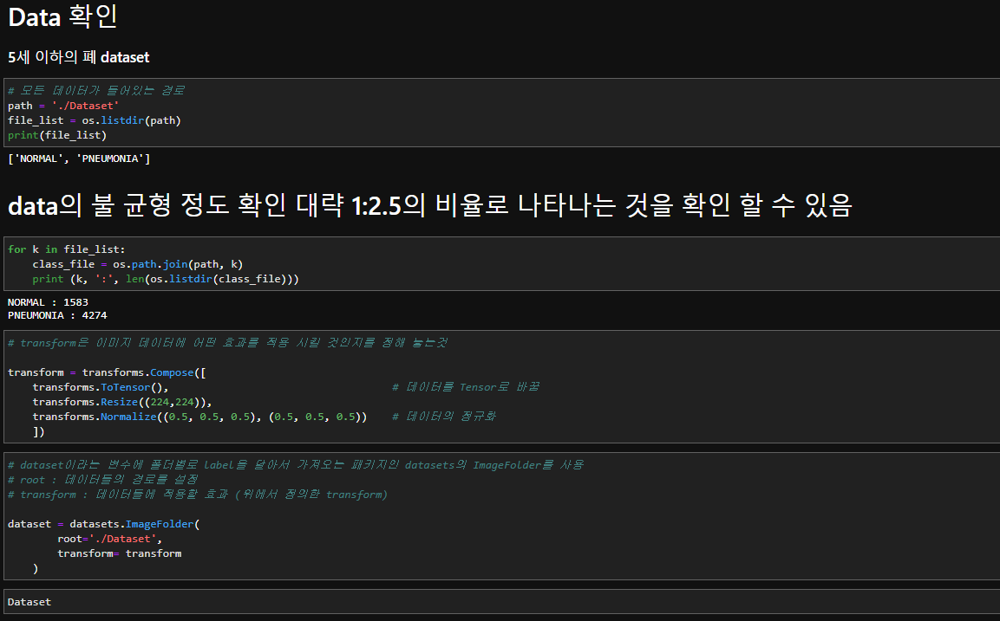 Data 확인
5세 이하의 폐 dataset
# 모든 데이터가 들어있는 경로
path = './Dataset'
file_list = os.listdir(path)
print(file_list)
['NORMAL', 'PNEUMONIA']
data의 불 균형 정도 확인 대략 1:2.5의 비율로 나타나는 것을 확인 할 수 있음
for k in file_list:
    class_file = os.path.join(path, k)
    print (k, ':', len(os.listdir(class_file)))
NORMAL : 1583
PNEUMONIA : 4274
# transform은 이미지 데이터에 어떤 효과를 적용 시킬 것인지를 정해 놓는것
transform = transforms.Compose([
    transforms.ToTensor(), # 데이터를 Tensor로 바꿈
    transforms.Resize((224,224)),
    transforms.Normalize((0.5, 0.5, 0.5), (0.5, 0.5, 0.5)) # 데이터의 정규화
    ])
# dataset이라는 변수에 폴더별로 label을 달아서 가져오는 패키지인 datasets의 ImageFolder를 사용
# root : 데이터들의 경로를 설정
# transform : 데이터들에 적용할 효과 (위에서 정의한 transform)
dataset = datasets.ImageFolder(
        root='./Dataset',
        transform= transform
    )
Dataset